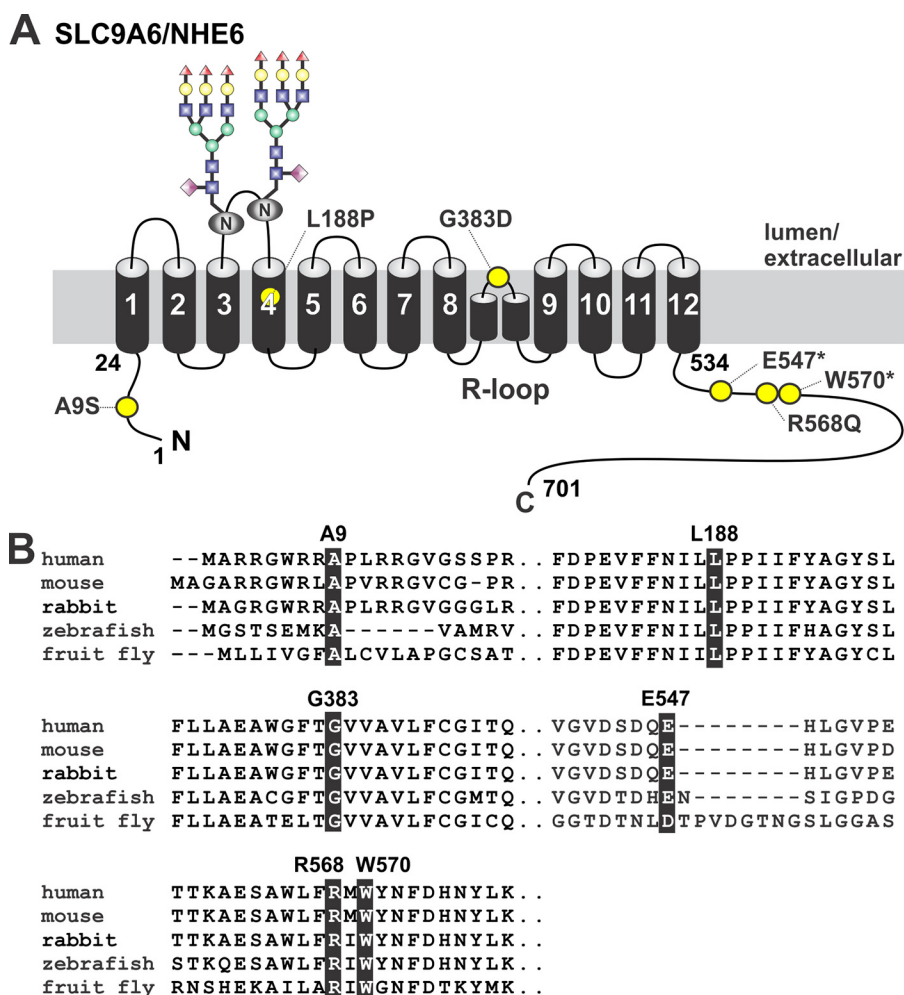 A SLC9A6/NHE6
N N
L188P G383D
lumen/
extracellular
1 2 3 4 5 6 7 8 9 10 11 12
24 534
R-loop
E547*
W570*
R568Q
A9S
1 N
C 701
B
A9 L188
human --MARRGWRRAPLRRGVGSSPR.. FDPEVFFNILLPPIIFYAGYSL
mouse MAGARRGWRLAPVRRGVCG-PR.. FDPEVFFNILLPPIIFYAGYSL
rabbit --MAGRGWRRAPLRRGVGGGLR.. FDPEVFFNILLPPIIFYAGYSL
zebrafish --MGSTSEMKA------VAMRV.. FDPEVFFNILLPPIIFHAGYSL
fruit fly ---MLLIVGFALCVLAPGCSAT.. FDPEVFFNIILPPIIFYAGYCL
G383 E547
human FLLAEAWGFTGVVAVLFCGITQ.. VGVDSDQE--------HLGVPE
mouse FLLAEAWGFTGVVAVLFCGITQ.. VGVDSDQE--------HLGVPD
rabbit FLLAEAWGFTGVVAVLFCGITQ.. VGVDSDQE--------HLGVPE
zebrafish FLLAEACGFTGVVAVLFCGMTQ.. VGVDTDHEN-------SIGPDG
fruit fly FLLAEATELTGVVAVLFCGICQ.. GGTDTNLDTPVDGTNGSLGGAS
R568 W570
human TTKAESAWLFRMWYNFDHNYLK..
mouse TTKAESAWLFRMWYNFDHNYLK..
rabbit TTKAESAWLFRIWYNFDHNYLK..
zebrafish STKQESAWLFRIWYNFDHNYLK..
fruit fly RNSHEKAILARIWGNFDTKYMK..